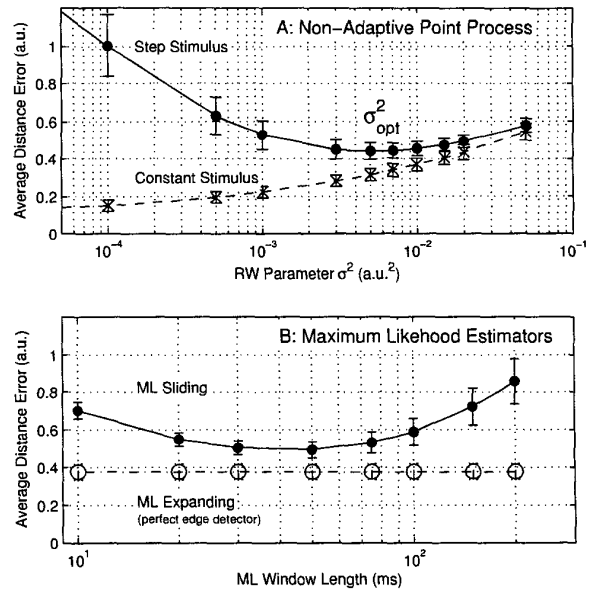 A: Non-Adaptive Point Process
Average Distance Error (a.u.)
1
0.8
0.6
0.4
0.2
0
Step Stimulus
σ²opt
Constant Stimulus
10⁻⁴
10⁻³
10⁻²
10⁻¹
RW Parameter σ² (a.u.²)
B: Maximum Likehood Estimators
Average Distance Error (a.u.)
1
0.8
0.6
0.4
0.2
0
ML Sliding
ML Expanding
(perfect edge detector)
10¹
10²
ML Window Length (ms)